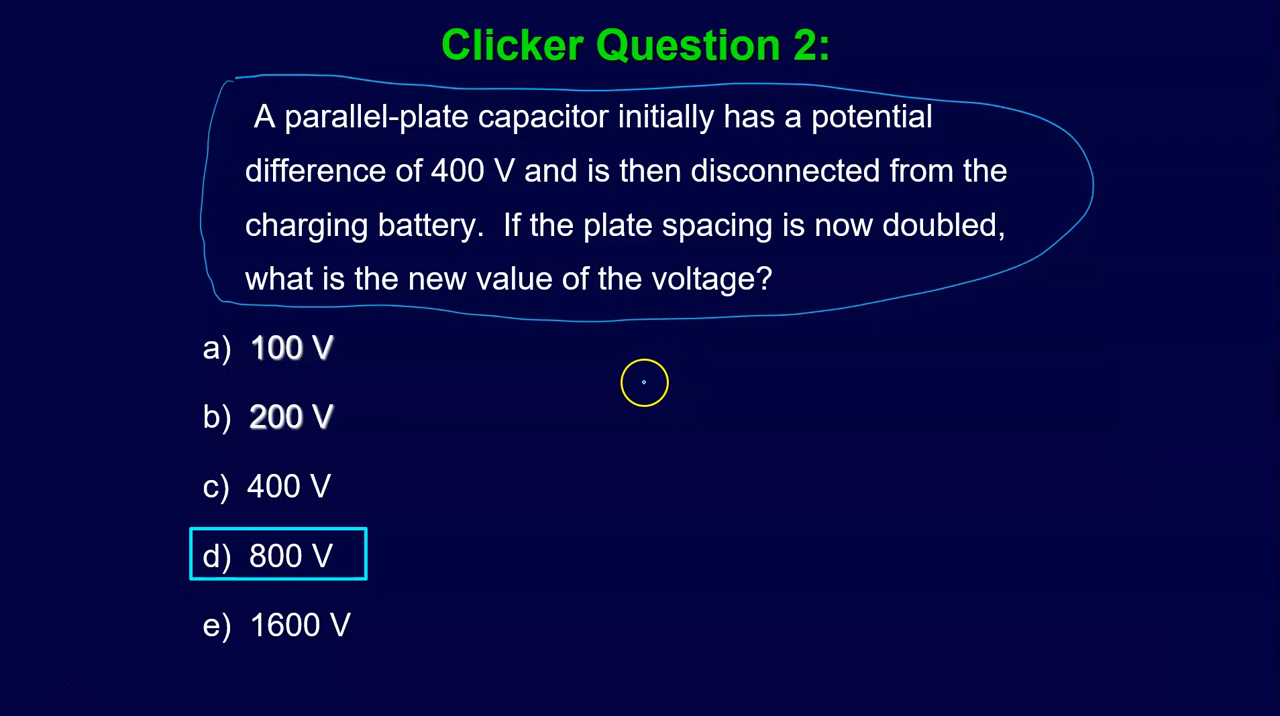 Clicker Question 2:
A parallel-plate capacitor initially has a potential
difference of 400 V and is then disconnected from the
charging battery.  If the plate spacing is now doubled,
what is the new value of the voltage?
a)  100 V
b)  200 V
c)  400 V
d)  800 V
e)  1600 V